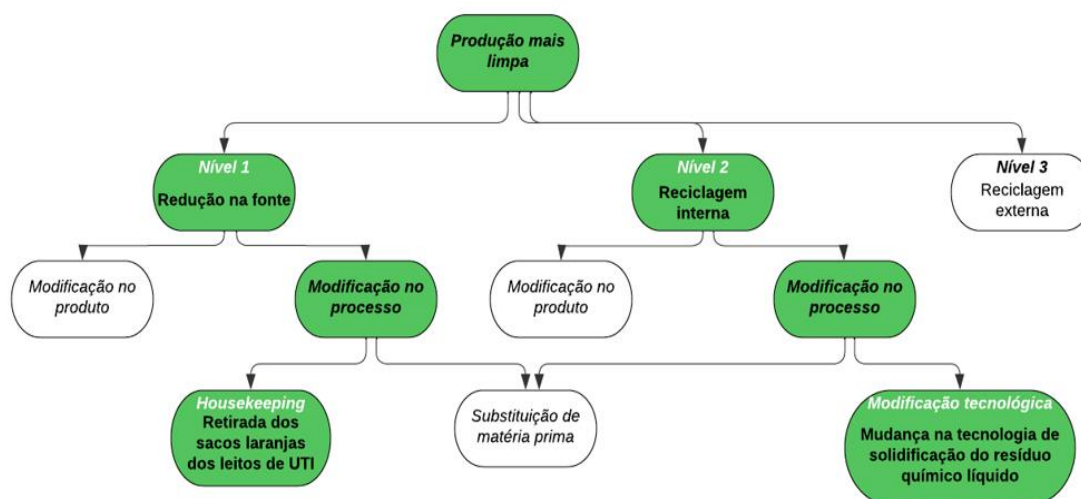 Produção mais
limpa
Nível 1
Redução na fonte
Nível 2
Reciclagem
interna
Nível 3
Reciclagem
externa
Modificação no
produto
Modificação no
processo
Modificação no
produto
Modificação no
processo
Housekeeping
Retirada dos
sacos laranjas
dos leitos de UTI
Substituição de
matéria prima
Modificação tecnológica
Mudança na tecnologia de
solidificação do resíduo
químico líquido